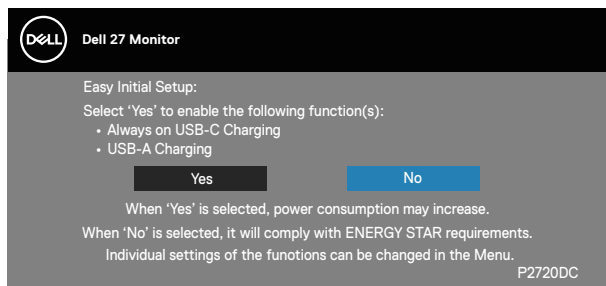 DELL
Dell 27 Monitor
Easy Initial Setup:
Select ‘Yes’ to enable the following function(s):
• Always on USB-C Charging
• USB-A Charging
Yes No
When ‘Yes’ is selected, power consumption may increase.
When ‘No’ is selected, it will comply with ENERGY STAR requirements.
Individual settings of the funotions can be changed in the Menu.
P2720DC